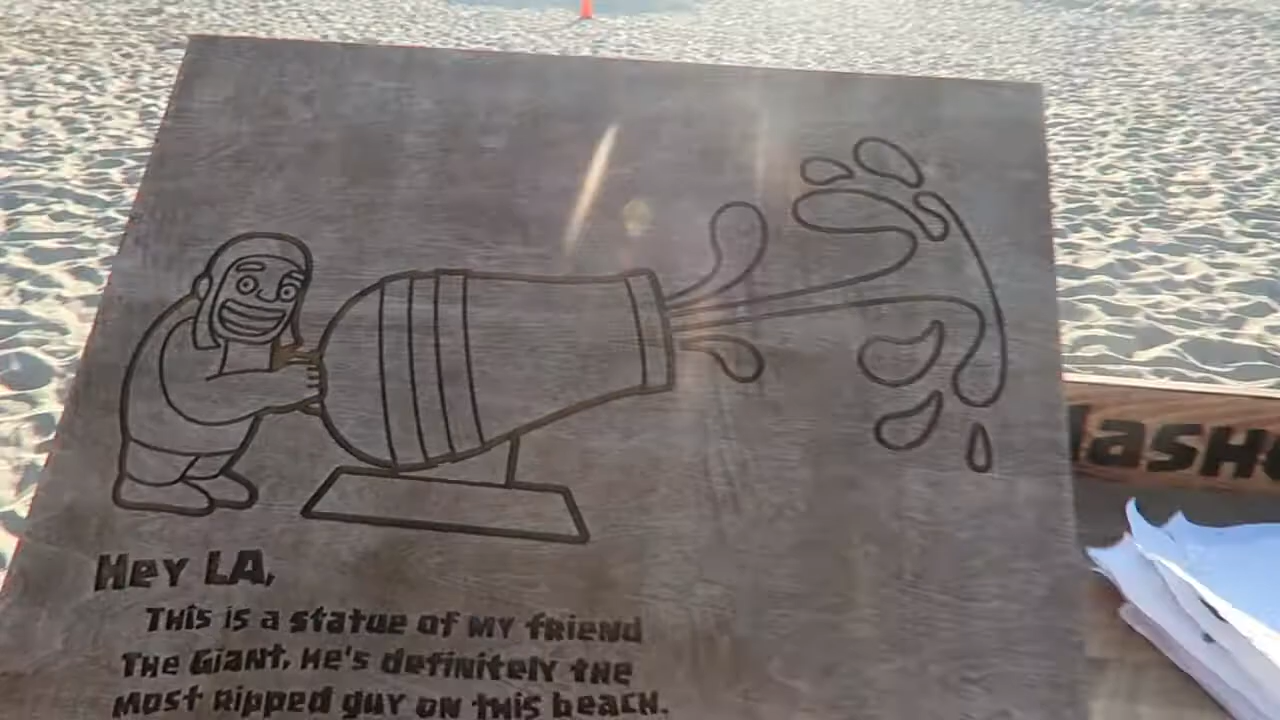 Hey LA,
This is a statue of my friend
The Giant. He's definitely the
most ripped guy on this beach.